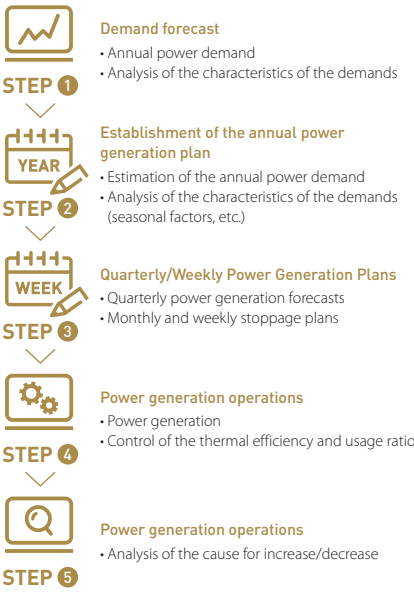 Demand forecast
• Annual power demand
• Analysis of the characteristics of the demands
STEP 1
Establishment of the annual power
generation plan
YEAR
• Estimation of the annual power demand
• Analysis of the characteristics of the demands
(seasonal factors, etc.)
STEP 2
Quarterly/Weekly Power Generation Plans
WEEK
• Quarterly power generation forecasts
• Monthly and weekly stoppage plans
STEP 3
Power generation operations
• Power generation
• Control of the thermal efficiency and usage ratio
STEP 4
Power generation operations
• Analysis of the cause for increase/decrease
STEP 5